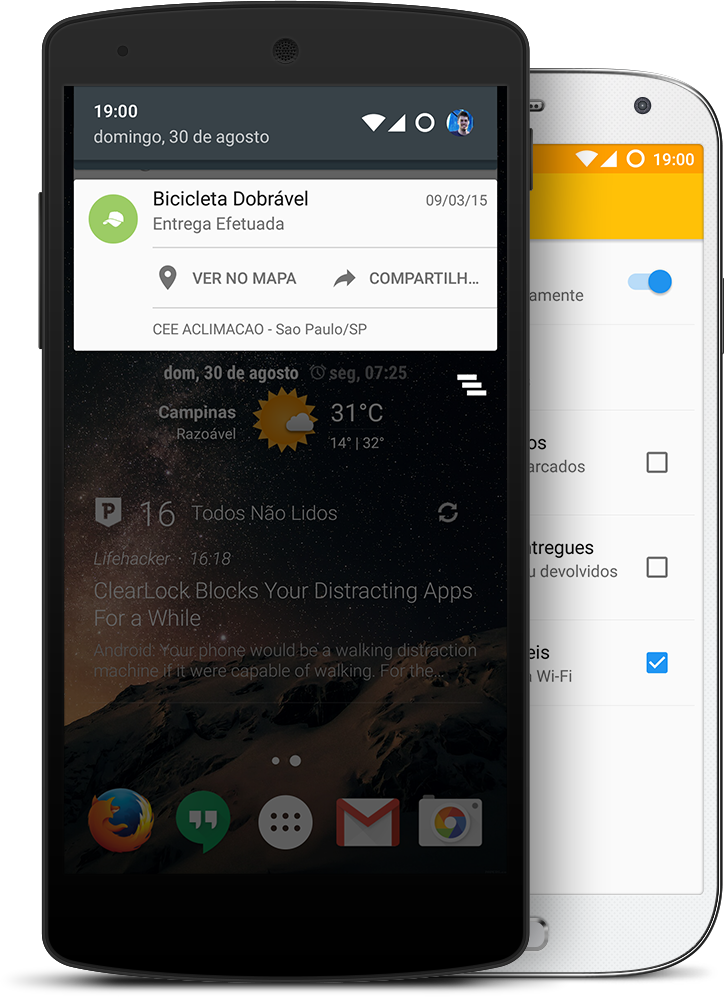 19:00
domingo, 30 de agosto
Bicicleta Dobrável
09/03/15
Entrega Efetuada
VER NO MAPA
COMPARTILH...
CEE ACLIMACAO - Sao Paulo/SP
dom, 30 de agosto seg, 07:25
Campinas
Razoável
31°C
14° | 32°
16 Todos Não Lidos
Lifehacker · 16:18
ClearLock Blocks Your Distracting Apps
For a While
Android: Your phone would be a walking distraction
machine if it were capable of walking. For the...
19:00
amente
os
arcados
ntregues
u devolvidos
eis
Wi-Fi